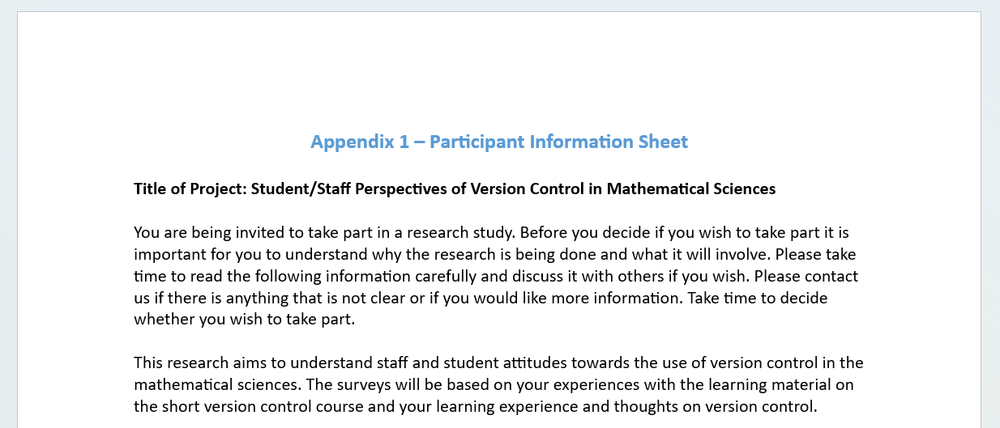 Appendix 1 – Participant Information Sheet
Title of Project: Student/Staff Perspectives of Version Control in Mathematical Sciences
You are being invited to take part in a research study. Before you decide if you wish to take part it is
important for you to understand why the research is being done and what it will involve. Please take
time to read the following information carefully and discuss it with others if you wish. Please contact
us if there is anything that is not clear or if you would like more information. Take time to decide
whether you wish to take part.
This research aims to understand staff and student attitudes towards the use of version control in the
mathematical sciences. The surveys will be based on your experiences with the learning material on
the short version control course and your learning experience and thoughts on version control.